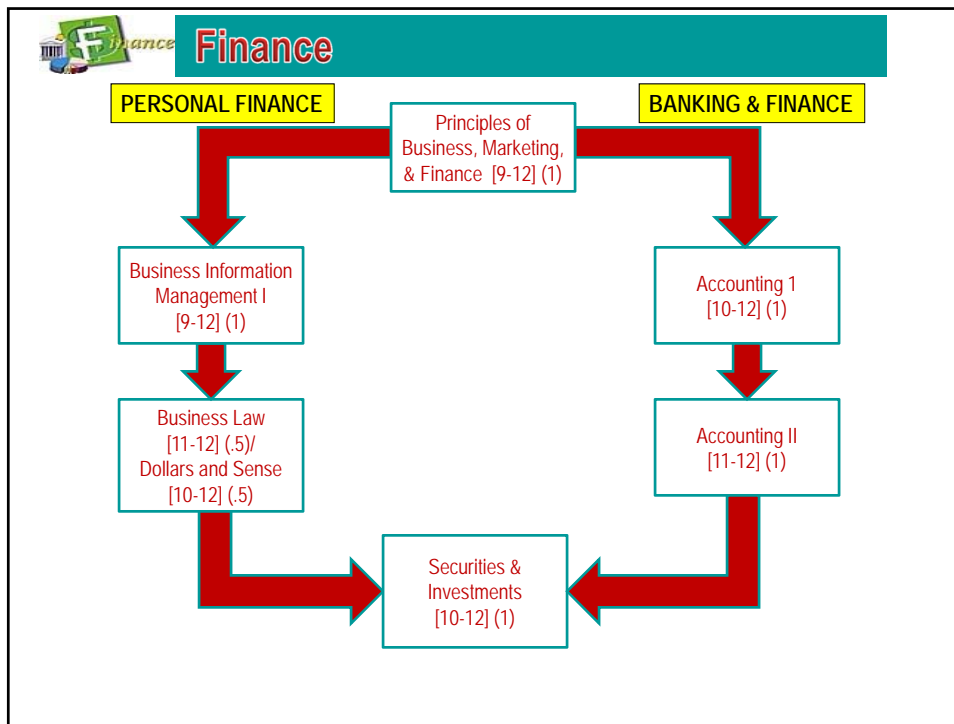 Finance
Finance
PERSONAL FINANCE
BANKING & FINANCE
Principles of
Business, Marketing,
& Finance [9-12] (1)
Business Information
Management I
[9-12] (1)
Accounting 1
[10-12] (1)
Business Law
[11-12] (.5)/
Dollars and Sense
[10-12] (.5)
Accounting II
[11-12] (1)
Securities &
Investments
[10-12] (1)